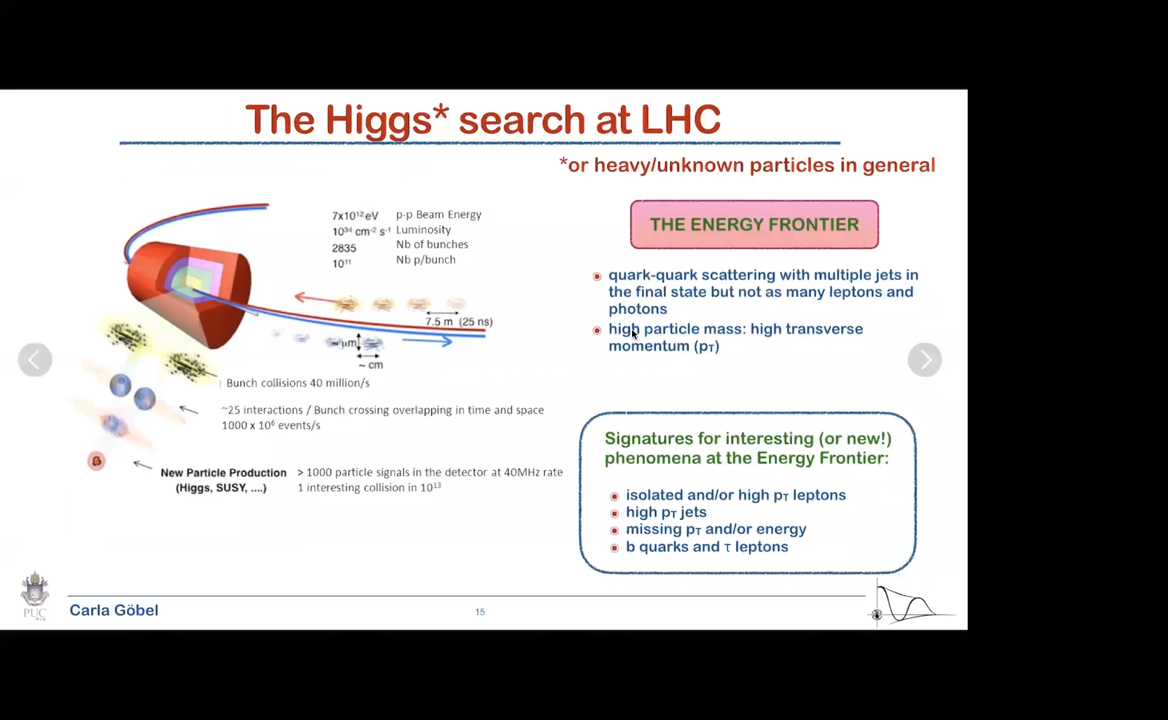 The Higgs* search at LHC
*or heavy/unknown particles in general
7x10¹² eV p-p Beam Energy
10³⁴ cm⁻² s⁻¹ Luminosity
2835 Nb of bunches
10¹¹ Nb p/bunch
7.5 m (25 ns)
μm
~ cm
Bunch collisions 40 million/s
~25 interactions / Bunch crossing overlapping in time and space
1000 x 10⁶ events/s
New Particle Production > 1000 particle signals in the detector at 40MHz rate
(Higgs, SUSY, ....) 1 interesting collision in 10¹³
THE ENERGY FRONTIER
quark-quark scattering with multiple jets in
the final state but not as many leptons and
photons
high particle mass: high transverse
momentum (pT)
Signatures for interesting (or new!)
phenomena at the Energy Frontier:
isolated and/or high pT leptons
high pT jets
missing pT and/or energy
b quarks and τ leptons
PUC
Carla Göbel
15